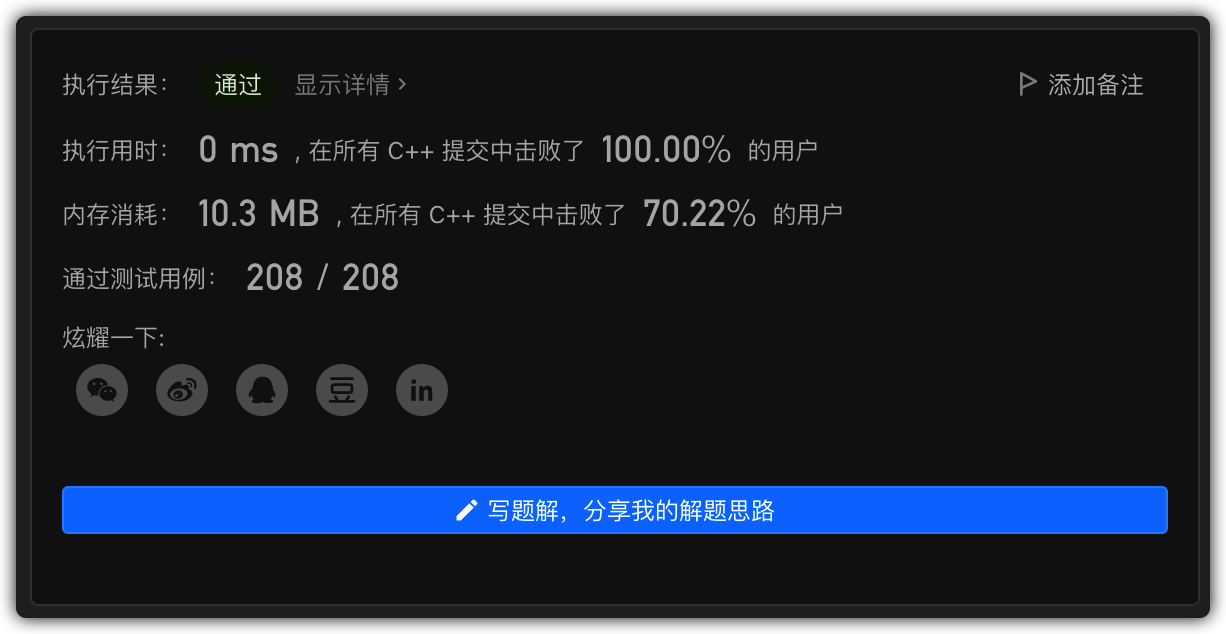 执行结果： 通过 显示详情 › 添加备注
执行用时： 0 ms , 在所有 C++ 提交中击败了 100.00% 的用户
内存消耗： 10.3 MB , 在所有 C++ 提交中击败了 70.22% 的用户
通过测试用例： 208 / 208
炫耀一下:
豆 in
写题解，分享我的解题思路